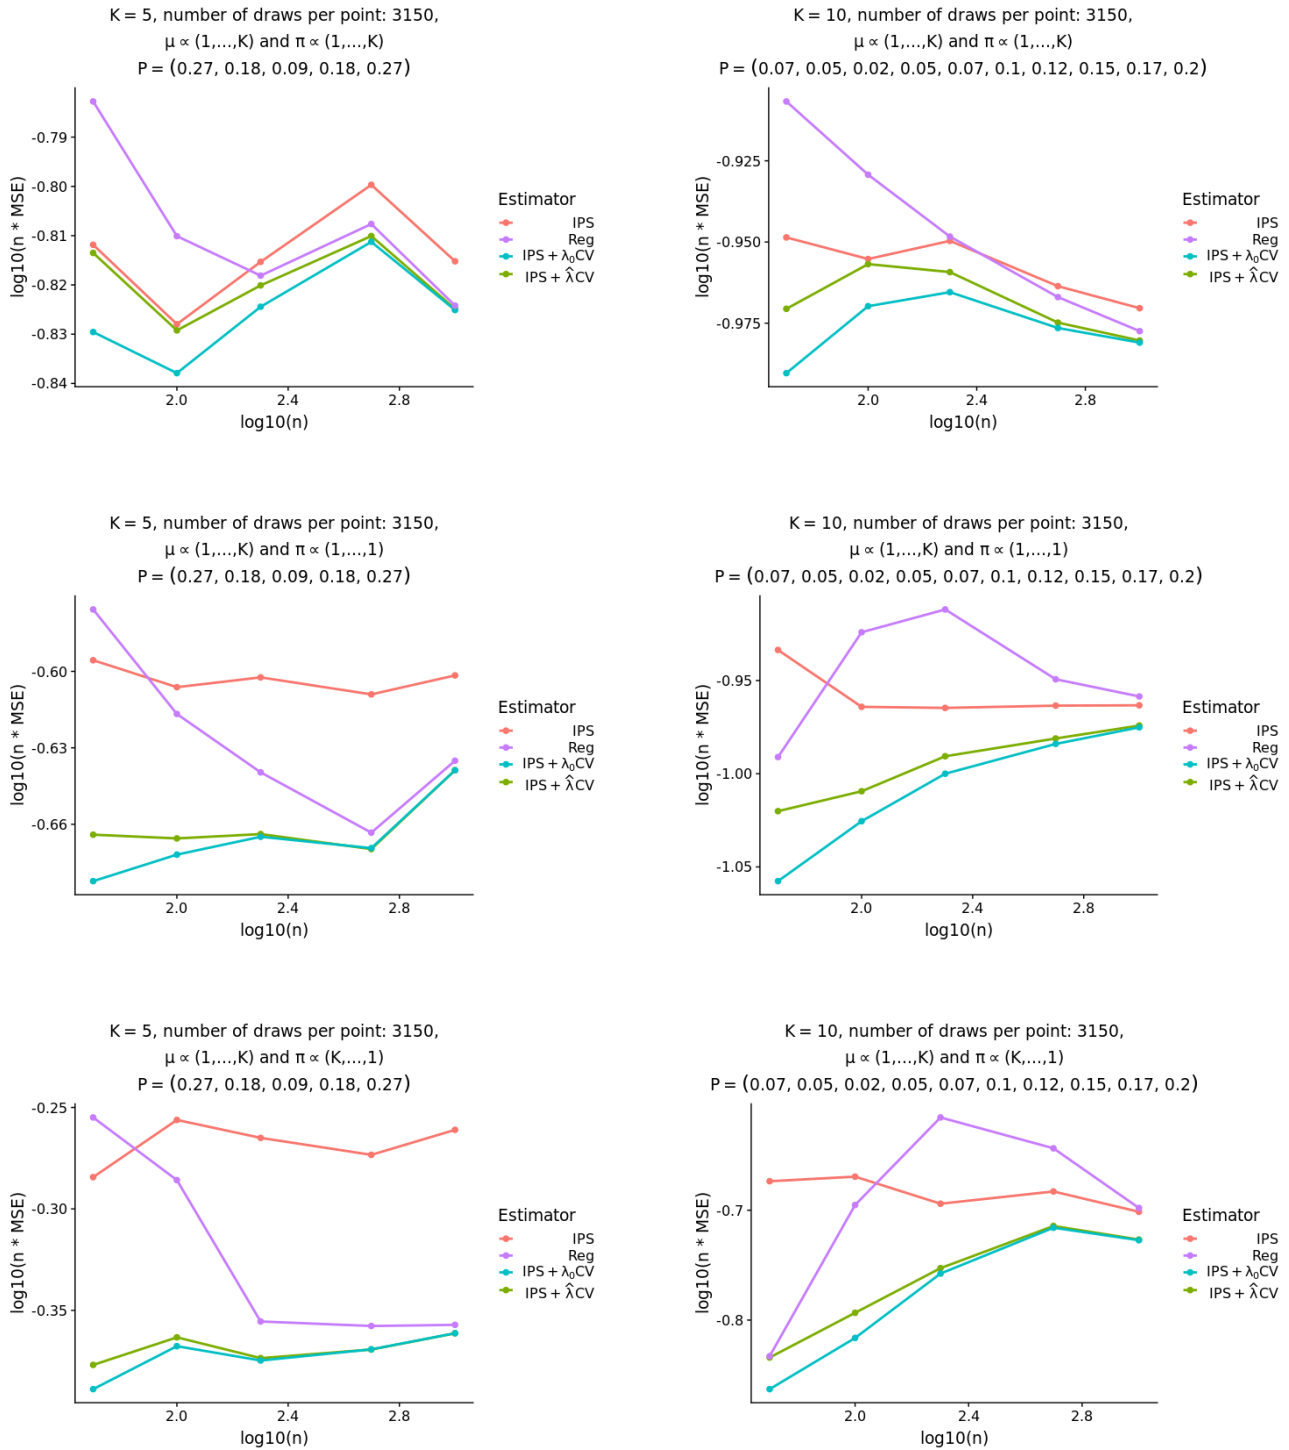 K = 5, number of draws per point: 3150,
μ ∝ (1,...,K) and π ∝ (1,...,K)
P = (0.27, 0.18, 0.09, 0.18, 0.27)
-0.79
-0.80
-0.81
-0.82
-0.83
-0.84
log10(n * MSE)
2.0 2.4 2.8
log10(n)
Estimator
IPS
Reg
IPS + λ₀CV
IPS + λ̂CV
K = 10, number of draws per point: 3150,
μ ∝ (1,...,K) and π ∝ (1,...,K)
P = (0.07, 0.05, 0.02, 0.05, 0.07, 0.1, 0.12, 0.15, 0.17, 0.2)
-0.925
-0.950
-0.975
log10(n * MSE)
2.0 2.4 2.8
log10(n)
Estimator
IPS
Reg
IPS + λ₀CV
IPS + λ̂CV
K = 5, number of draws per point: 3150,
μ ∝ (1,...,K) and π ∝ (1,...,1)
P = (0.27, 0.18, 0.09, 0.18, 0.27)
-0.60
-0.63
-0.66
log10(n * MSE)
2.0 2.4 2.8
log10(n)
Estimator
IPS
Reg
IPS + λ₀CV
IPS + λ̂CV
K = 10, number of draws per point: 3150,
μ ∝ (1,...,K) and π ∝ (1,...,1)
P = (0.07, 0.05, 0.02, 0.05, 0.07, 0.1, 0.12, 0.15, 0.17, 0.2)
-0.95
-1.00
-1.05
log10(n * MSE)
2.0 2.4 2.8
log10(n)
Estimator
IPS
Reg
IPS + λ₀CV
IPS + λ̂CV
K = 5, number of draws per point: 3150,
μ ∝ (1,...,K) and π ∝ (K,...,1)
P = (0.27, 0.18, 0.09, 0.18, 0.27)
-0.25
-0.30
-0.35
log10(n * MSE)
2.0 2.4 2.8
log10(n)
Estimator
IPS
Reg
IPS + λ₀CV
IPS + λ̂CV
K = 10, number of draws per point: 3150,
μ ∝ (1,...,K) and π ∝ (K,...,1)
P = (0.07, 0.05, 0.02, 0.05, 0.07, 0.1, 0.12, 0.15, 0.17, 0.2)
-0.7
-0.8
log10(n * MSE)
2.0 2.4 2.8
log10(n)
Estimator
IPS
Reg
IPS + λ₀CV
IPS + λ̂CV